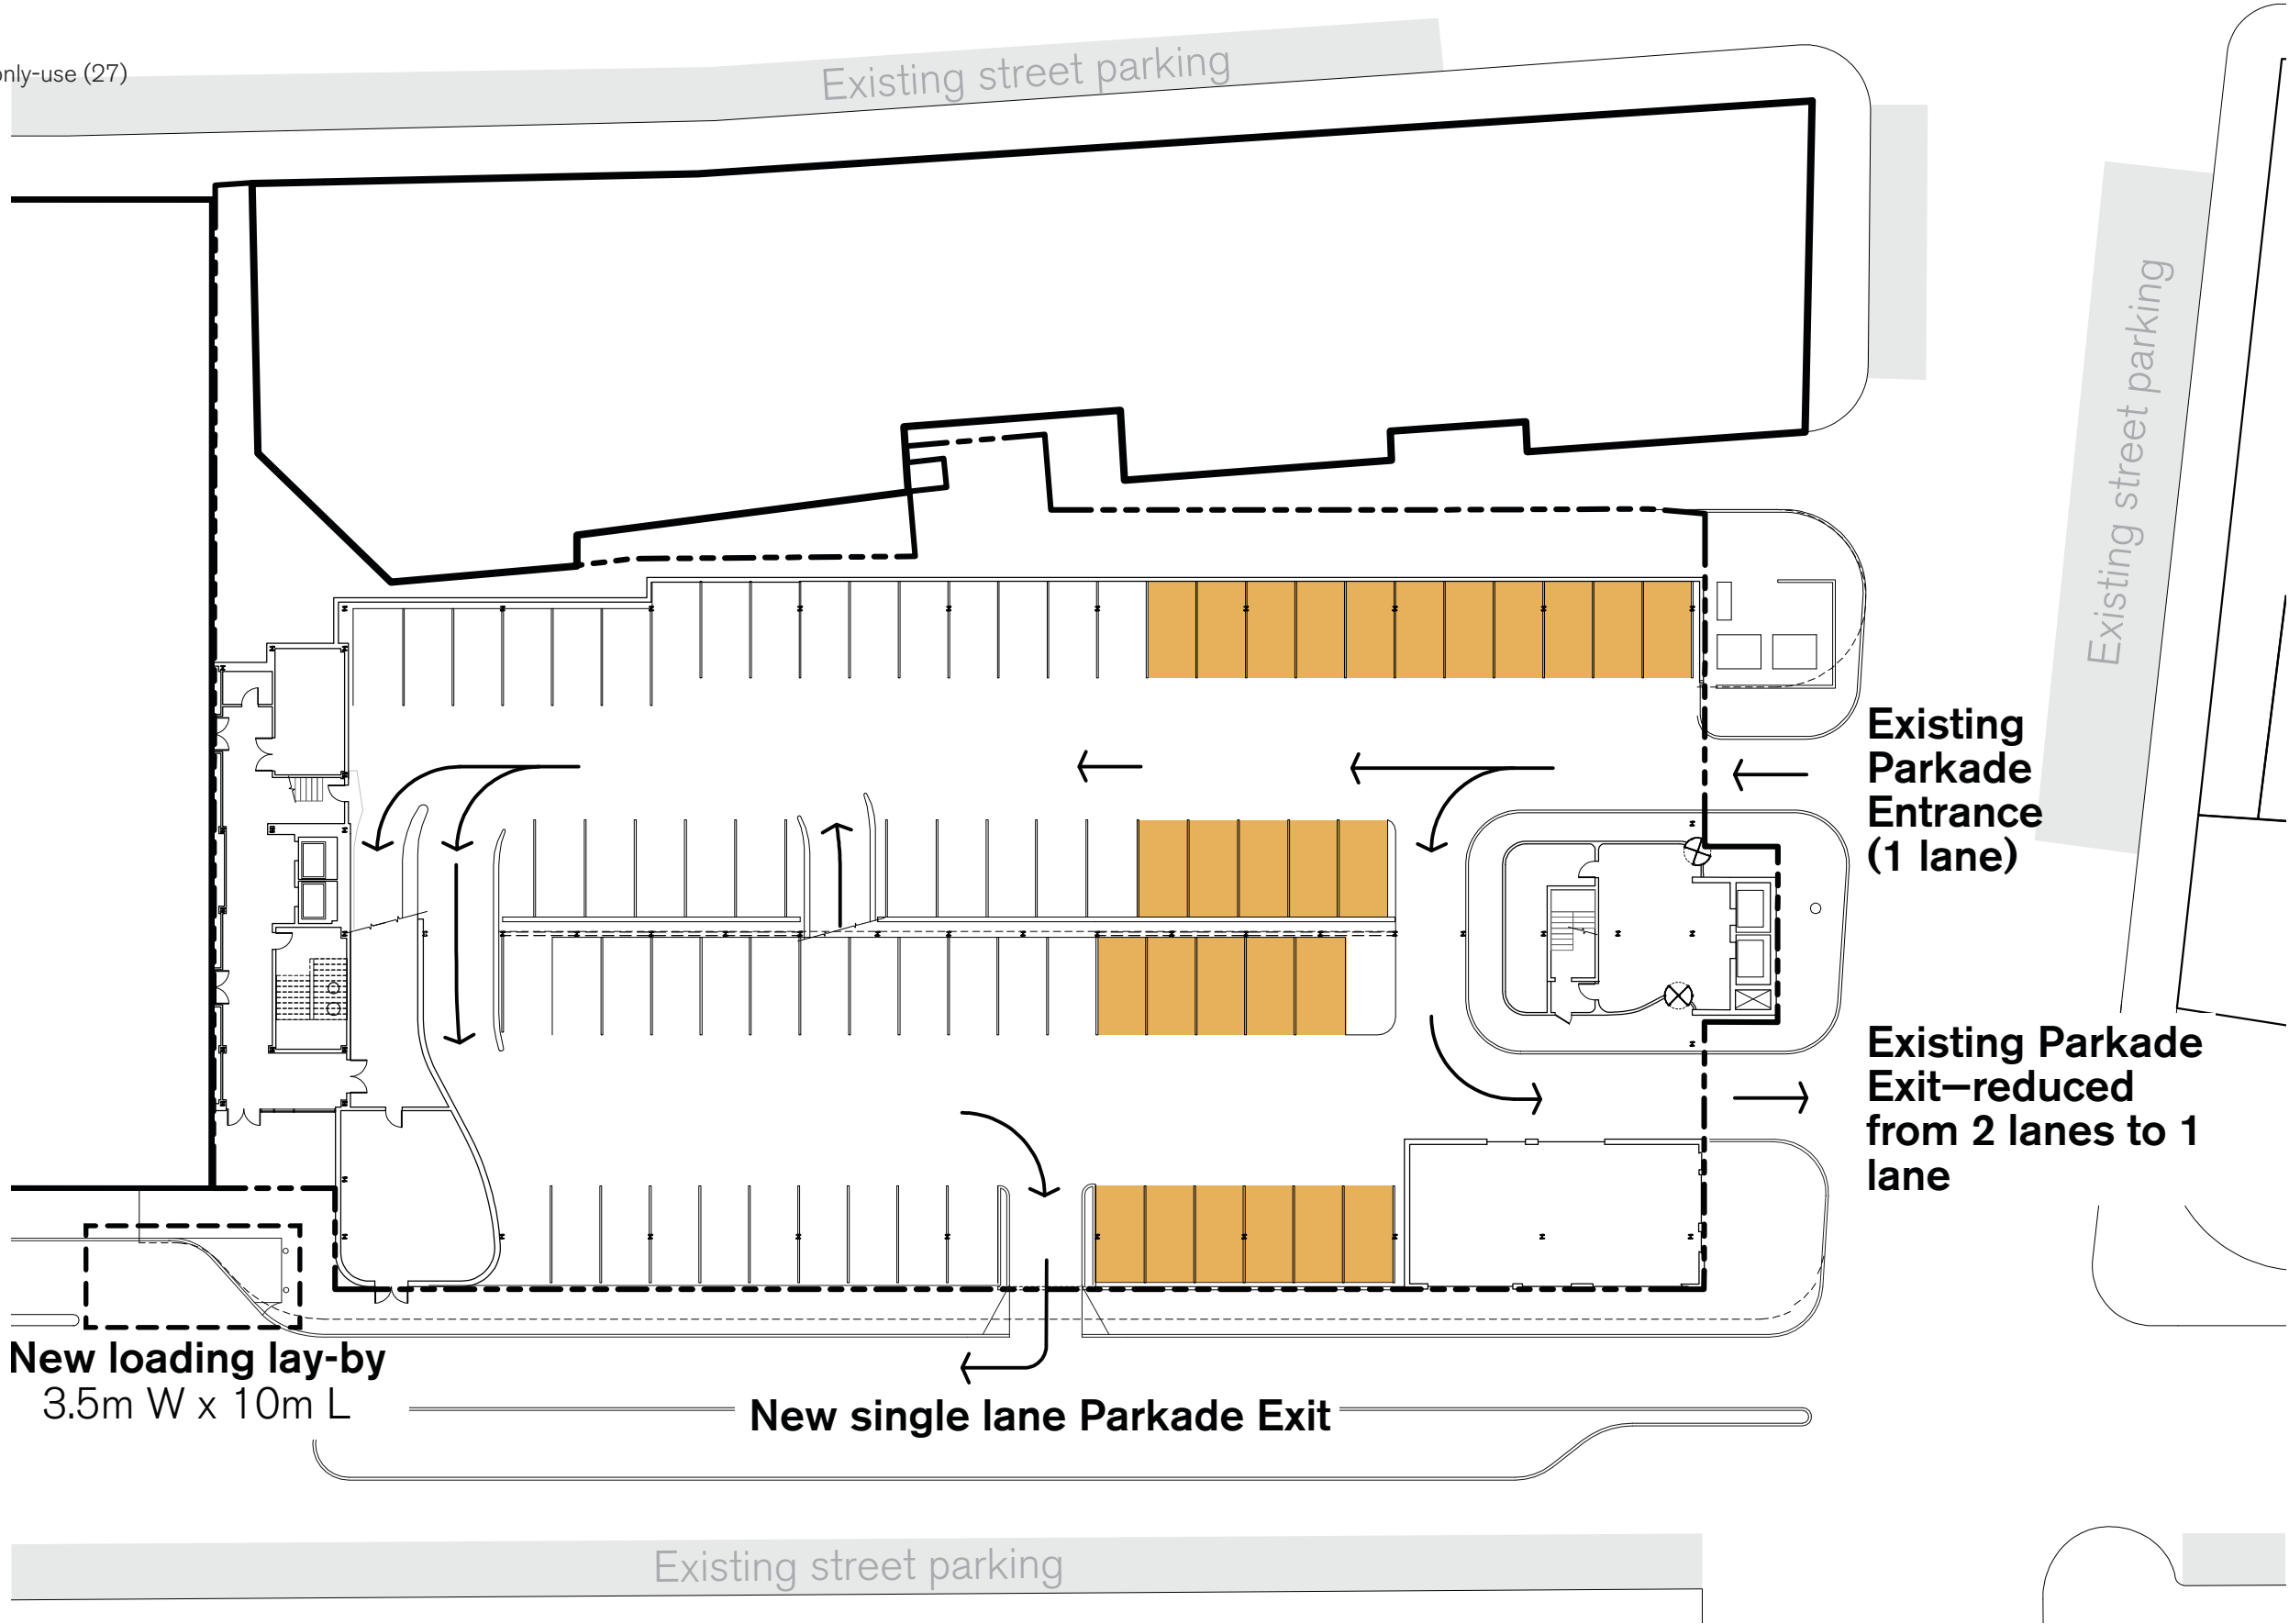 only-use (27)
Existing street parking
Existing street parking
Existing
Parkade
Entrance
(1 lane)
Existing Parkade
Exit—reduced
from 2 lanes to 1
lane
New loading lay-by
3.5m W x 10m L
New single lane Parkade Exit
Existing street parking